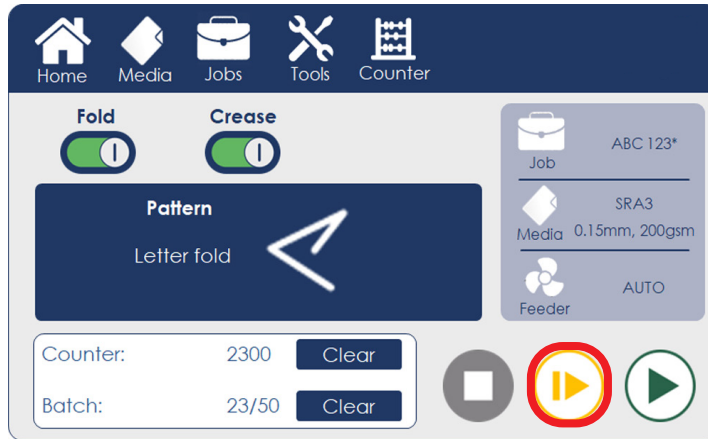 Home Media Jobs Tools Counter
Fold Crease
Pattern
Letter fold
Job ABC 123*
Media SRA3
0.15mm, 200gsm
Feeder AUTO
Counter: 2300 Clear
Batch: 23/50 Clear